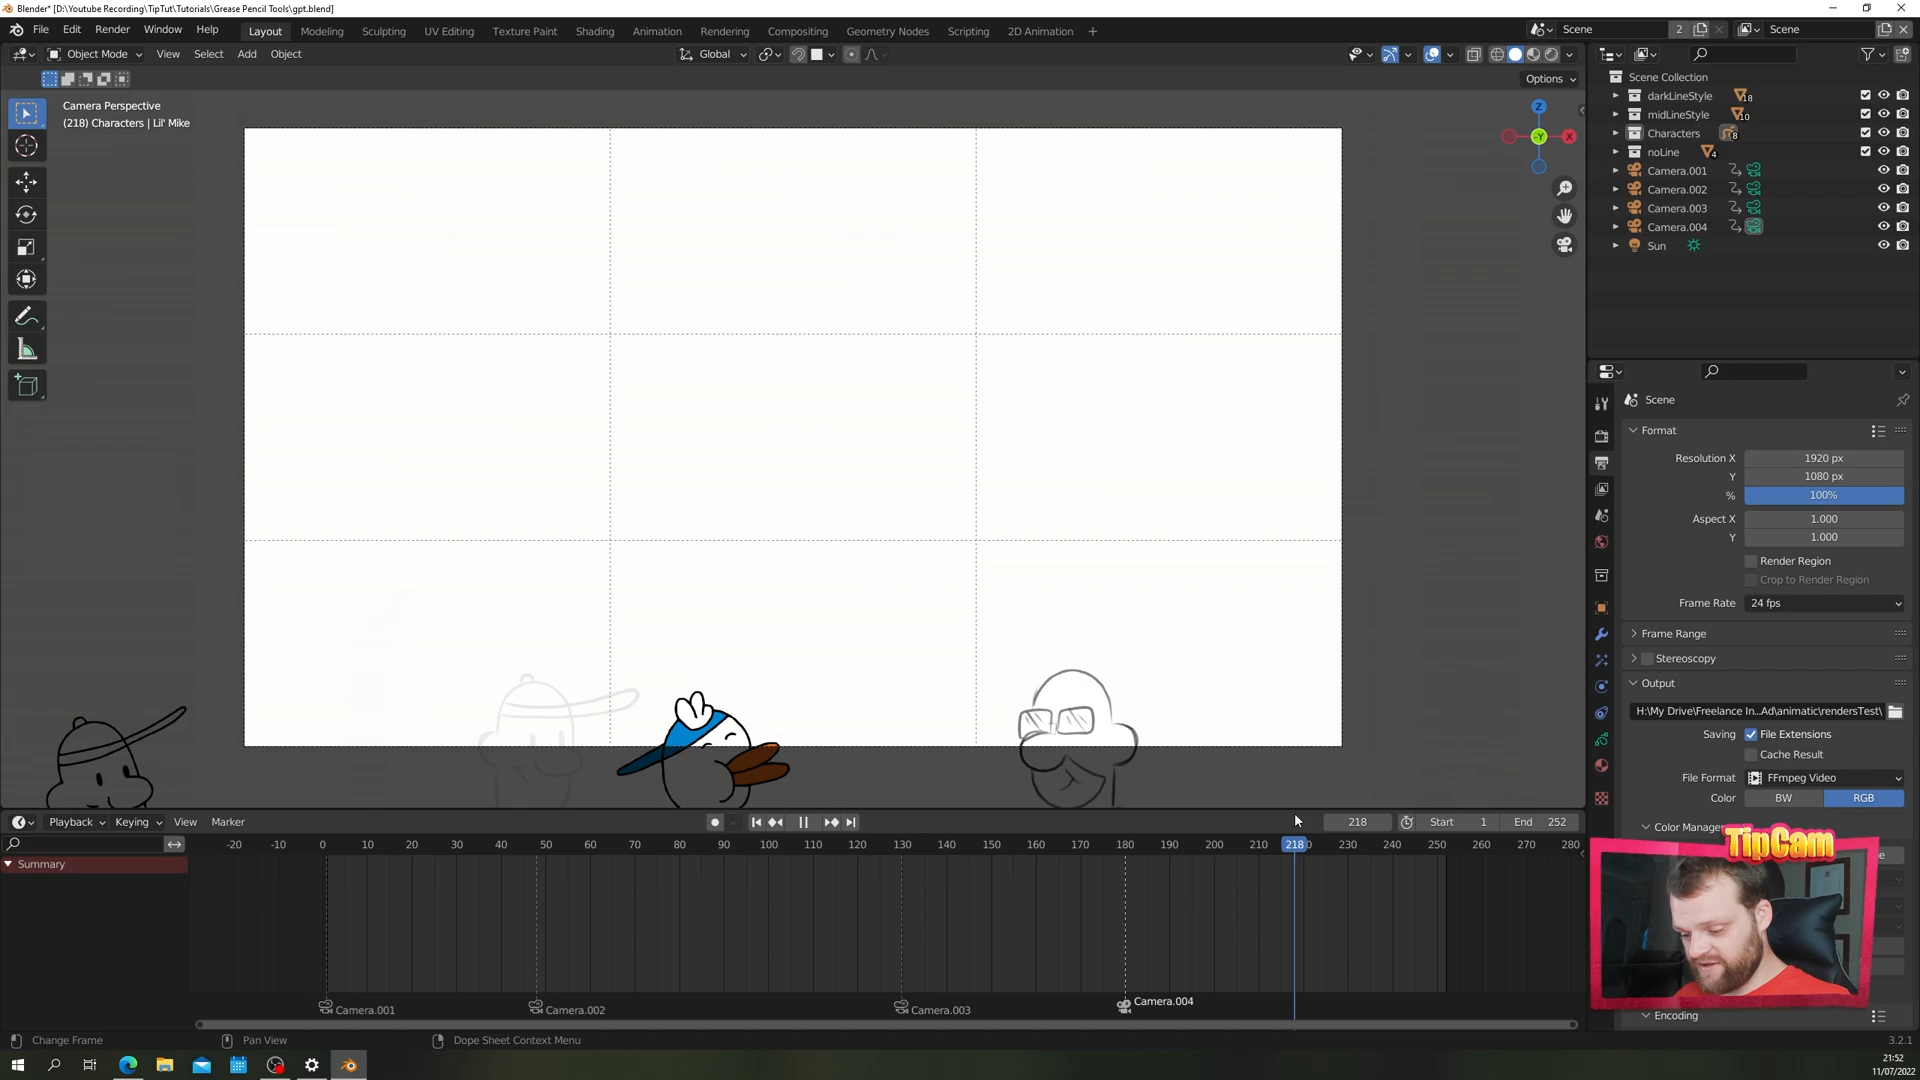 Blender* [D:\Youtube Recording\TipTut\Tutorials\Grease Pencil Tools\gpt.blend]
File Edit Render Window Help Layout Modeling Sculpting UV Editing Texture Paint Shading Animation Rendering Compositing Geometry Nodes Scripting 2D Animation + Scene 2 Scene
Object Mode View Select Add Object Global
Options
Camera Perspective
(218) Characters | Lil' Mike
Z
-Y
X
Scene Collection
darkLineStyle 18
midLineStyle 10
Characters 8
noLine 4
Camera.001
Camera.002
Camera.003
Camera.004
Sun
Scene
Format
Resolution X 1920 px
Y 1080 px
% 100%
Aspect X 1.000
Y 1.000
Render Region
Crop to Render Region
Frame Rate 24 fps
Frame Range
Stereoscopy
Output
H:\My Drive\Freelance In...Ad\animatic\rendersTest\
Saving File Extensions
Cache Result
File Format FFmpeg Video
Color BW RGB
Color Manage
TipCam
Encoding
Playback Keying View Marker 218 Start 1 End 252
-20 -10 0 10 20 30 40 50 60 70 80 90 100 110 120 130 140 150 160 170 180 190 200 210 218 230 240 250 260 270 280
Summary
Camera.001 Camera.002 Camera.003 Camera.004
Change Frame Pan View Dope Sheet Context Menu 3.2.1
21:52
11/07/2022